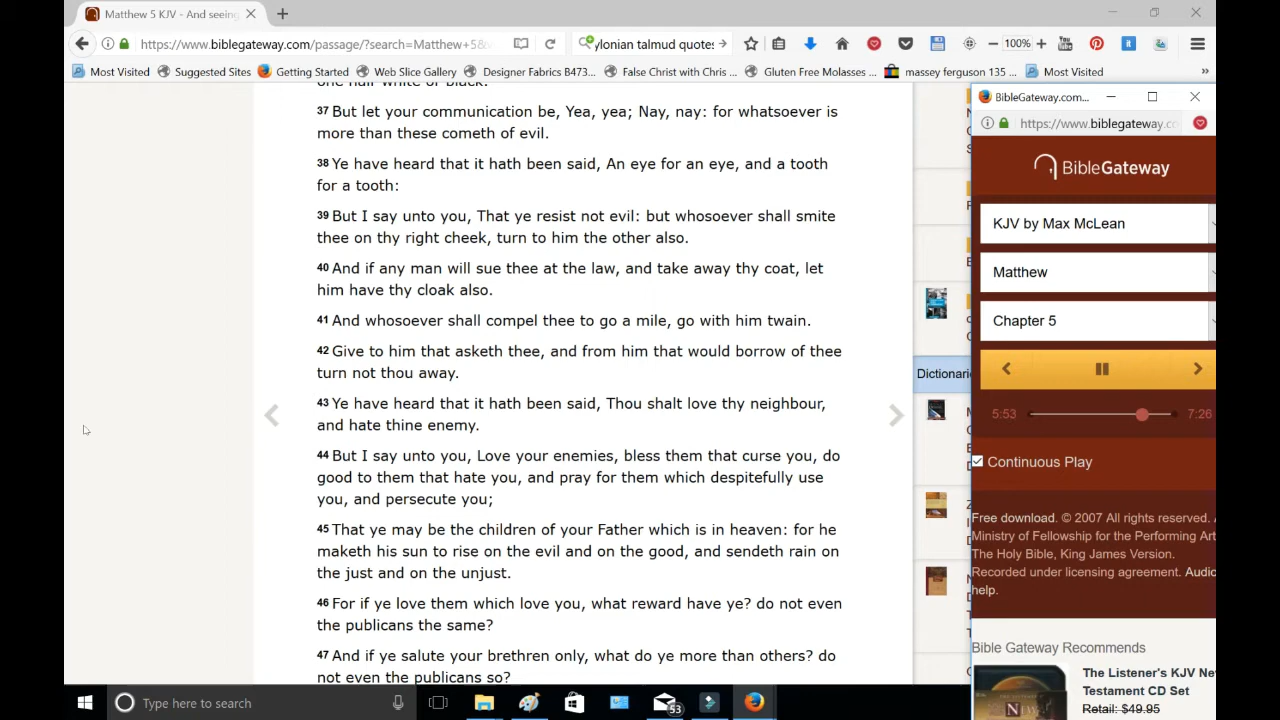 Matthew 5 KJV - And seeing
https://www.biblegateway.com/passage/?search=Matthew+5&
ylonian talmud quotes
100%
You Tube
Most Visited
Suggested Sites
Getting Started
Web Slice Gallery
Designer Fabrics B473...
False Christ with Chris ...
Gluten Free Molasses ...
massey ferguson 135 ...
Most Visited
37 But let your communication be, Yea, yea; Nay, nay: for whatsoever is
more than these cometh of evil.
38 Ye have heard that it hath been said, An eye for an eye, and a tooth
for a tooth:
39 But I say unto you, That ye resist not evil: but whosoever shall smite
thee on thy right cheek, turn to him the other also.
40 And if any man will sue thee at the law, and take away thy coat, let
him have thy cloak also.
41 And whosoever shall compel thee to go a mile, go with him twain.
42 Give to him that asketh thee, and from him that would borrow of thee
turn not thou away.
43 Ye have heard that it hath been said, Thou shalt love thy neighbour,
and hate thine enemy.
44 But I say unto you, Love your enemies, bless them that curse you, do
good to them that hate you, and pray for them which despitefully use
you, and persecute you;
45 That ye may be the children of your Father which is in heaven: for he
maketh his sun to rise on the evil and on the good, and sendeth rain on
the just and on the unjust.
46 For if ye love them which love you, what reward have ye? do not even
the publicans the same?
47 And if ye salute your brethren only, what do ye more than others? do
not even the publicans so?
Dictionari
BibleGateway.com...
https://www.biblegateway.co
BibleGateway
KJV by Max McLean
Matthew
Chapter 5
5:53
7:26
Continuous Play
Free download. © 2007 All rights reserved.
Ministry of Fellowship for the Performing Art
The Holy Bible, King James Version.
Recorded under licensing agreement. Audio
help.
Bible Gateway Recommends
The Listener's KJV Ne
Testament CD Set
Retail: $49.95
Type here to search
53